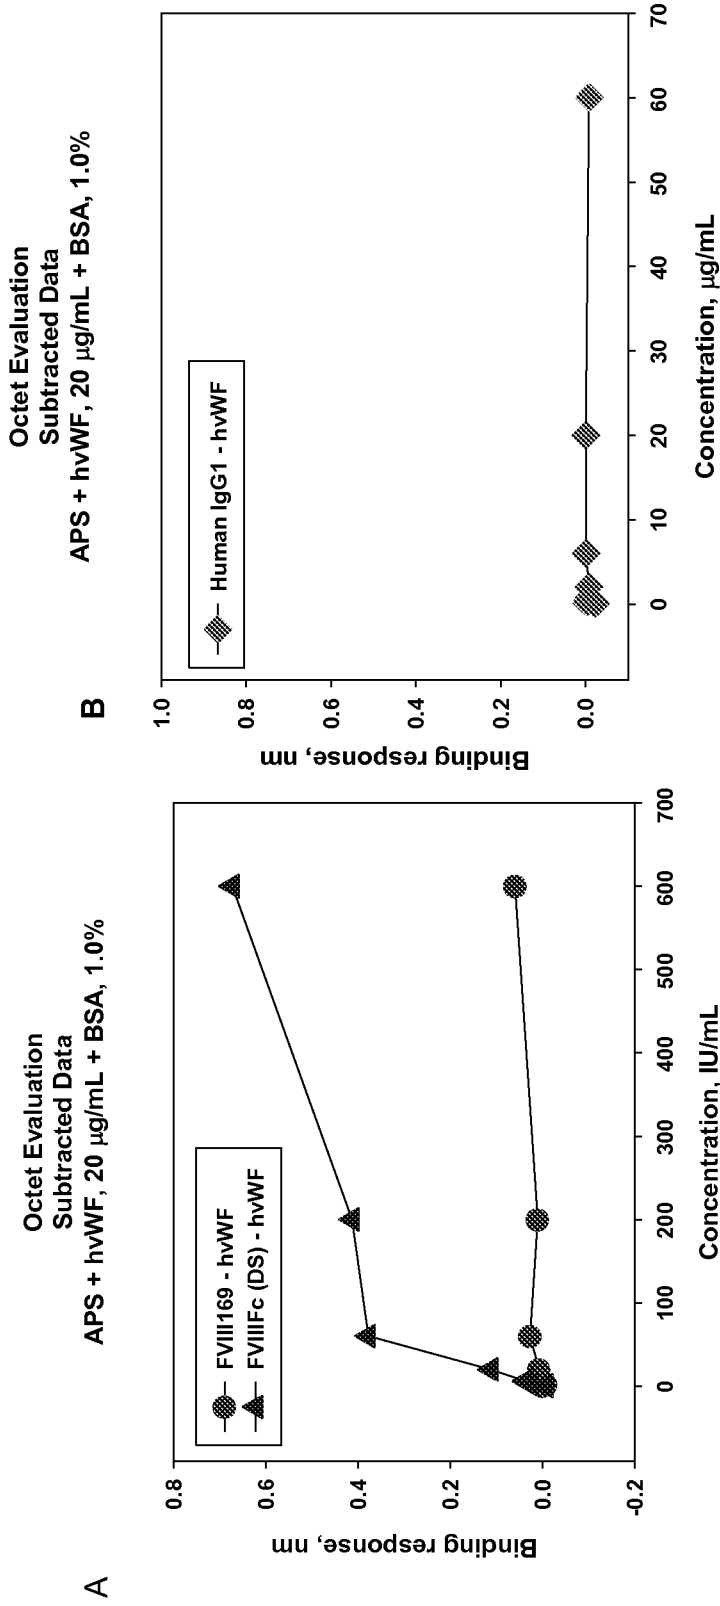 A
Octet Evaluation
Subtracted Data
APS + hvWF, 20 μg/mL + BSA, 1.0%
Binding response, nm
0.8
0.6
0.4
0.2
0.0
-0.2
FVIII169 - hvWF
FVIIIFc (DS) - hvWF
0 100 200 300 400 500 600 700
Concentration, IU/mL
B
Octet Evaluation
Subtracted Data
APS + hvWF, 20 μg/mL + BSA, 1.0%
Binding response, nm
1.0
0.8
0.6
0.4
0.2
0.0
Human IgG1 - hvWF
0 10 20 30 40 50 60 70
Concentration, μg/mL